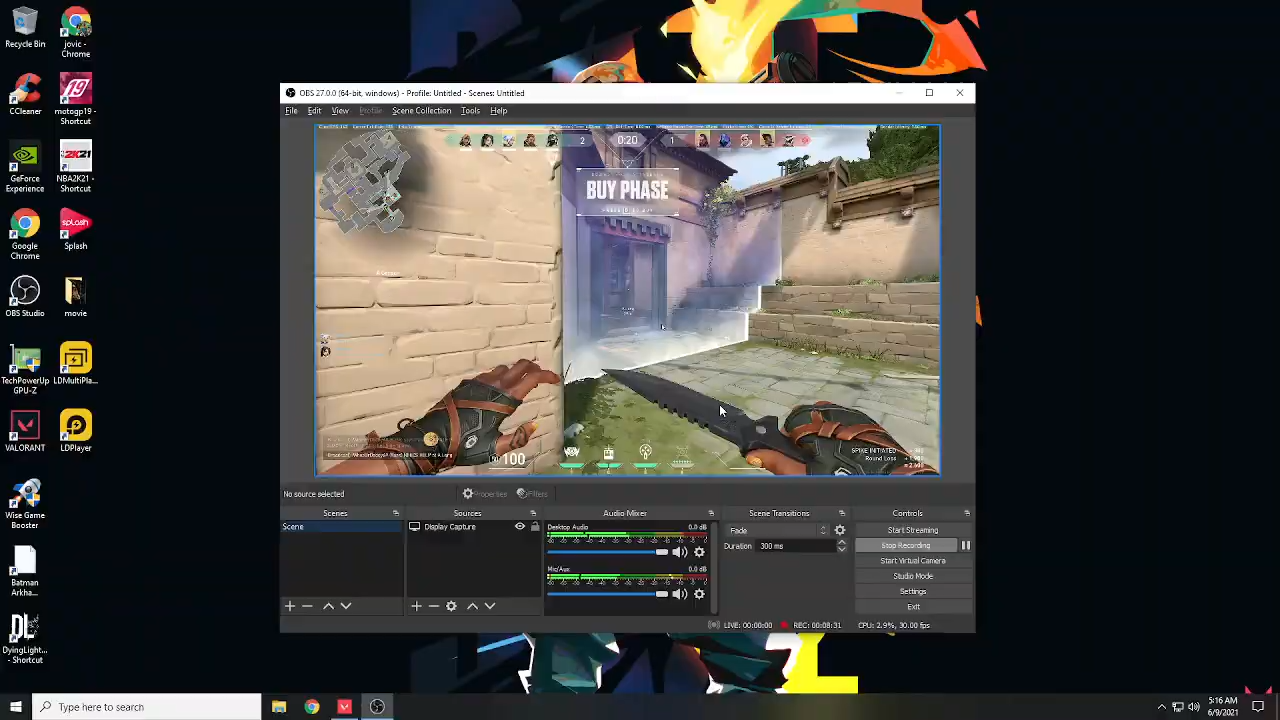 Recycle Bin
jovic - Chrome
CCleaner
motogp19 - Shortcut
GeForce Experience
NBA2K21 - Shortcut
Google Chrome
Splash
OBS Studio
movie
TechPowerUp GPU-Z
LDMultiPla...
VALORANT
LDPlayer
Wise Game Booster
Batman Arkha...
DyingLight... - Shortcut
OBS 27.0.0 (64-bit, windows) - Profile: Untitled - Scenes: Untitled
File Edit View Profile Scene Collection Tools Help
2 0:20 1
BUY PHASE
100
SPIKE INITIATED
Round Loss
No source selected
Properties Filters
Scenes
Scene
Sources
Display Capture
Audio Mixer
Desktop Audio 0.0 dB
Mic/Aux 0.0 dB
Scene Transitions
Fade
Duration 300 ms
Controls
Start Streaming
Stop Recording
Start Virtual Camera
Studio Mode
Settings
Exit
LIVE: 00:00:00 REC: 00:08:31 CPU: 2.9%, 30.00 fps
Type here to search
5:16 AM
6/9/2021